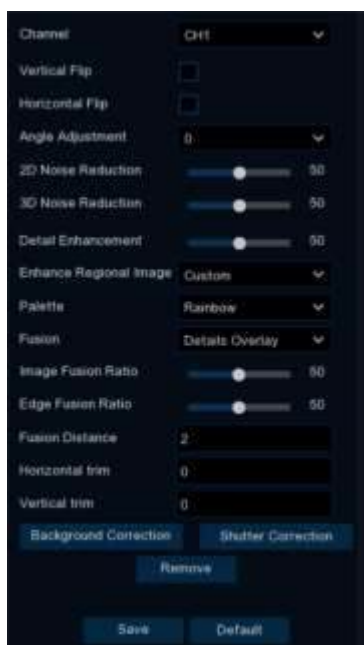 Channel CH1
Vertical Flip
Horizontal Flip
Angle Adjustment 0
2D Noise Reduction 50
3D Noise Reduction 50
Detail Enhancement 50
Enhance Regional Image Custom
Palette Rainbow
Fusion Details Overlay
Image Fusion Ratio 50
Edge Fusion Ratio 50
Fusion Distance 2
Horizontal trim 0
Vertical trim 0
Background Correction Shutter Correction
Remove
Save Default